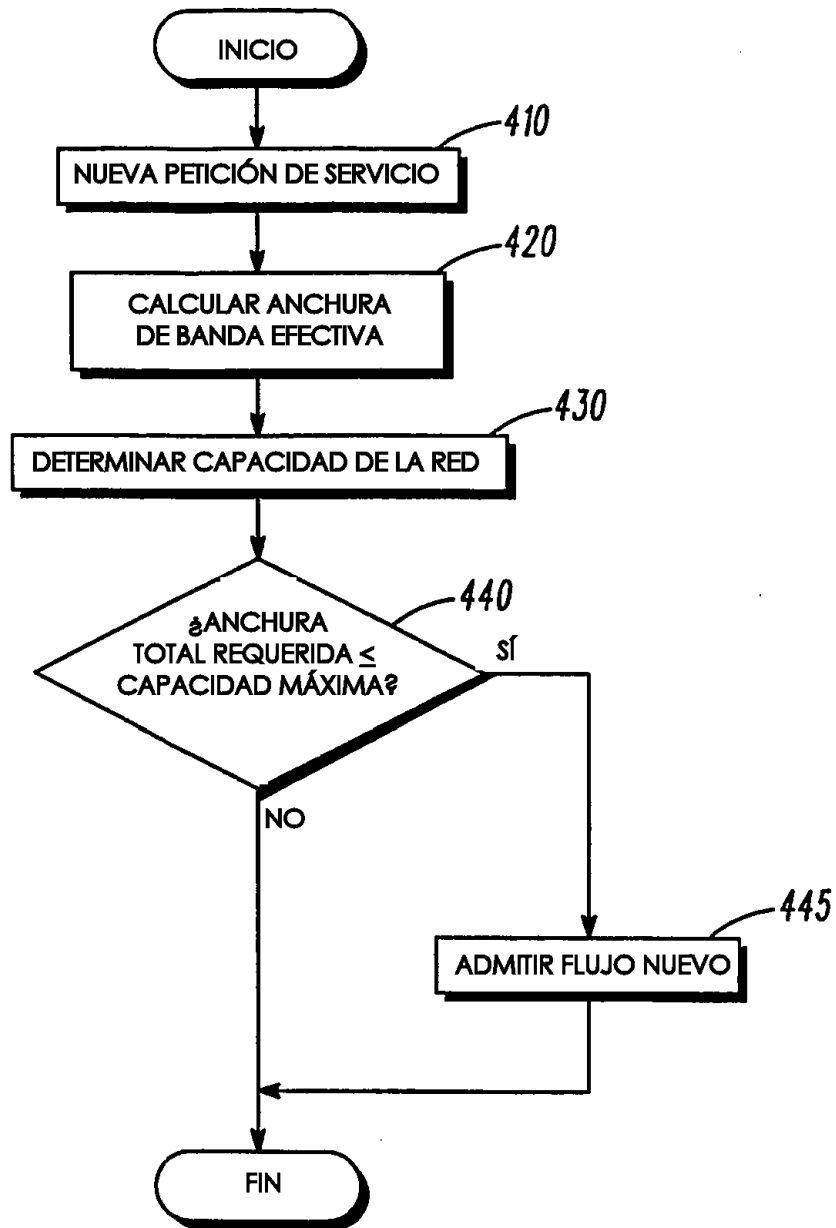 INICIO
410
NUEVA PETICIÓN DE SERVICIO
420
CALCULAR ANCHURA
DE BANDA EFECTIVA
430
DETERMINAR CAPACIDAD DE LA RED
440
¿ANCHURA
TOTAL REQUERIDA ≤
CAPACIDAD MÁXIMA?
SÍ
NO
445
ADMITIR FLUJO NUEVO
FIN